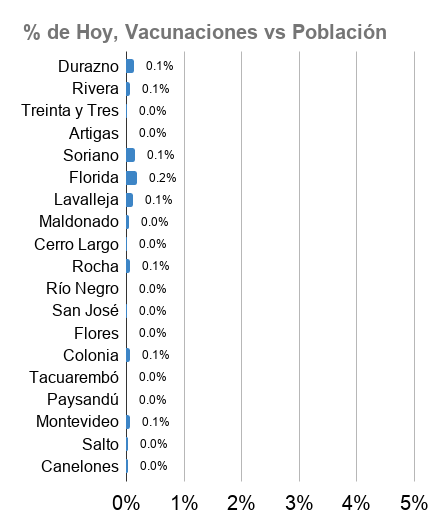 % de Hoy, Vacunaciones vs Población
Durazno 0.1%
Rivera 0.1%
Treinta y Tres 0.0%
Artigas 0.0%
Soriano 0.1%
Florida 0.2%
Lavalleja 0.1%
Maldonado 0.0%
Cerro Largo 0.0%
Rocha 0.1%
Río Negro 0.0%
San José 0.0%
Flores 0.0%
Colonia 0.1%
Tacuarembó 0.0%
Paysandú 0.0%
Montevideo 0.1%
Salto 0.0%
Canelones 0.0%
0% 1% 2% 3% 4% 5%